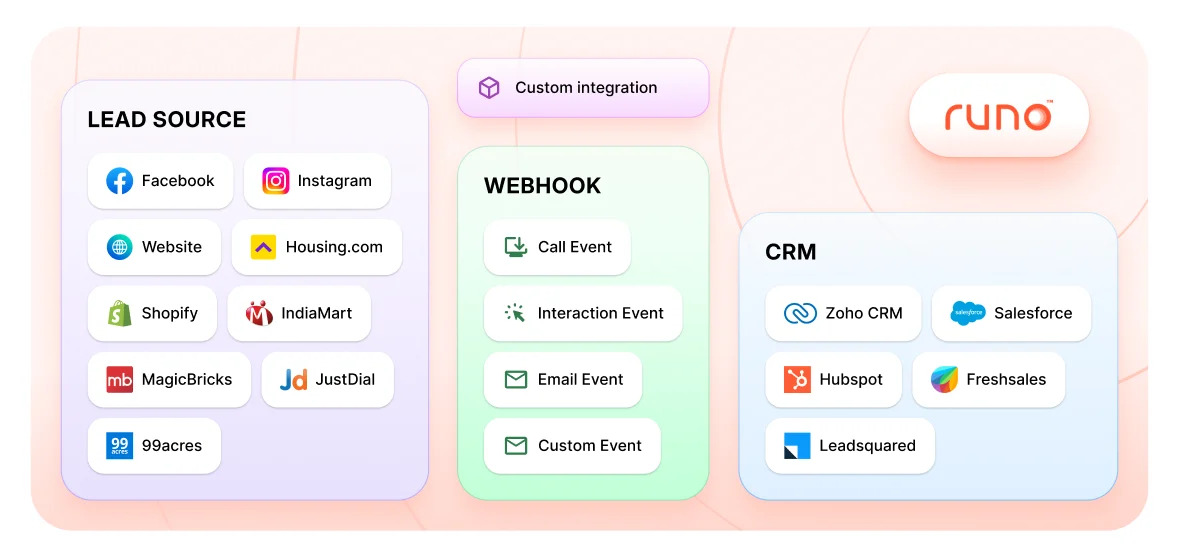 LEAD SOURCE
Facebook
Instagram
Website
Housing.com
Shopify
IndiaMart
mb MagicBricks
Jd JustDial
99 acres 99acres
Custom integration
WEBHOOK
Call Event
Interaction Event
Email Event
Custom Event
runo™
CRM
Zoho CRM
salesforce Salesforce
Hubspot
Freshsales
Leadsquared